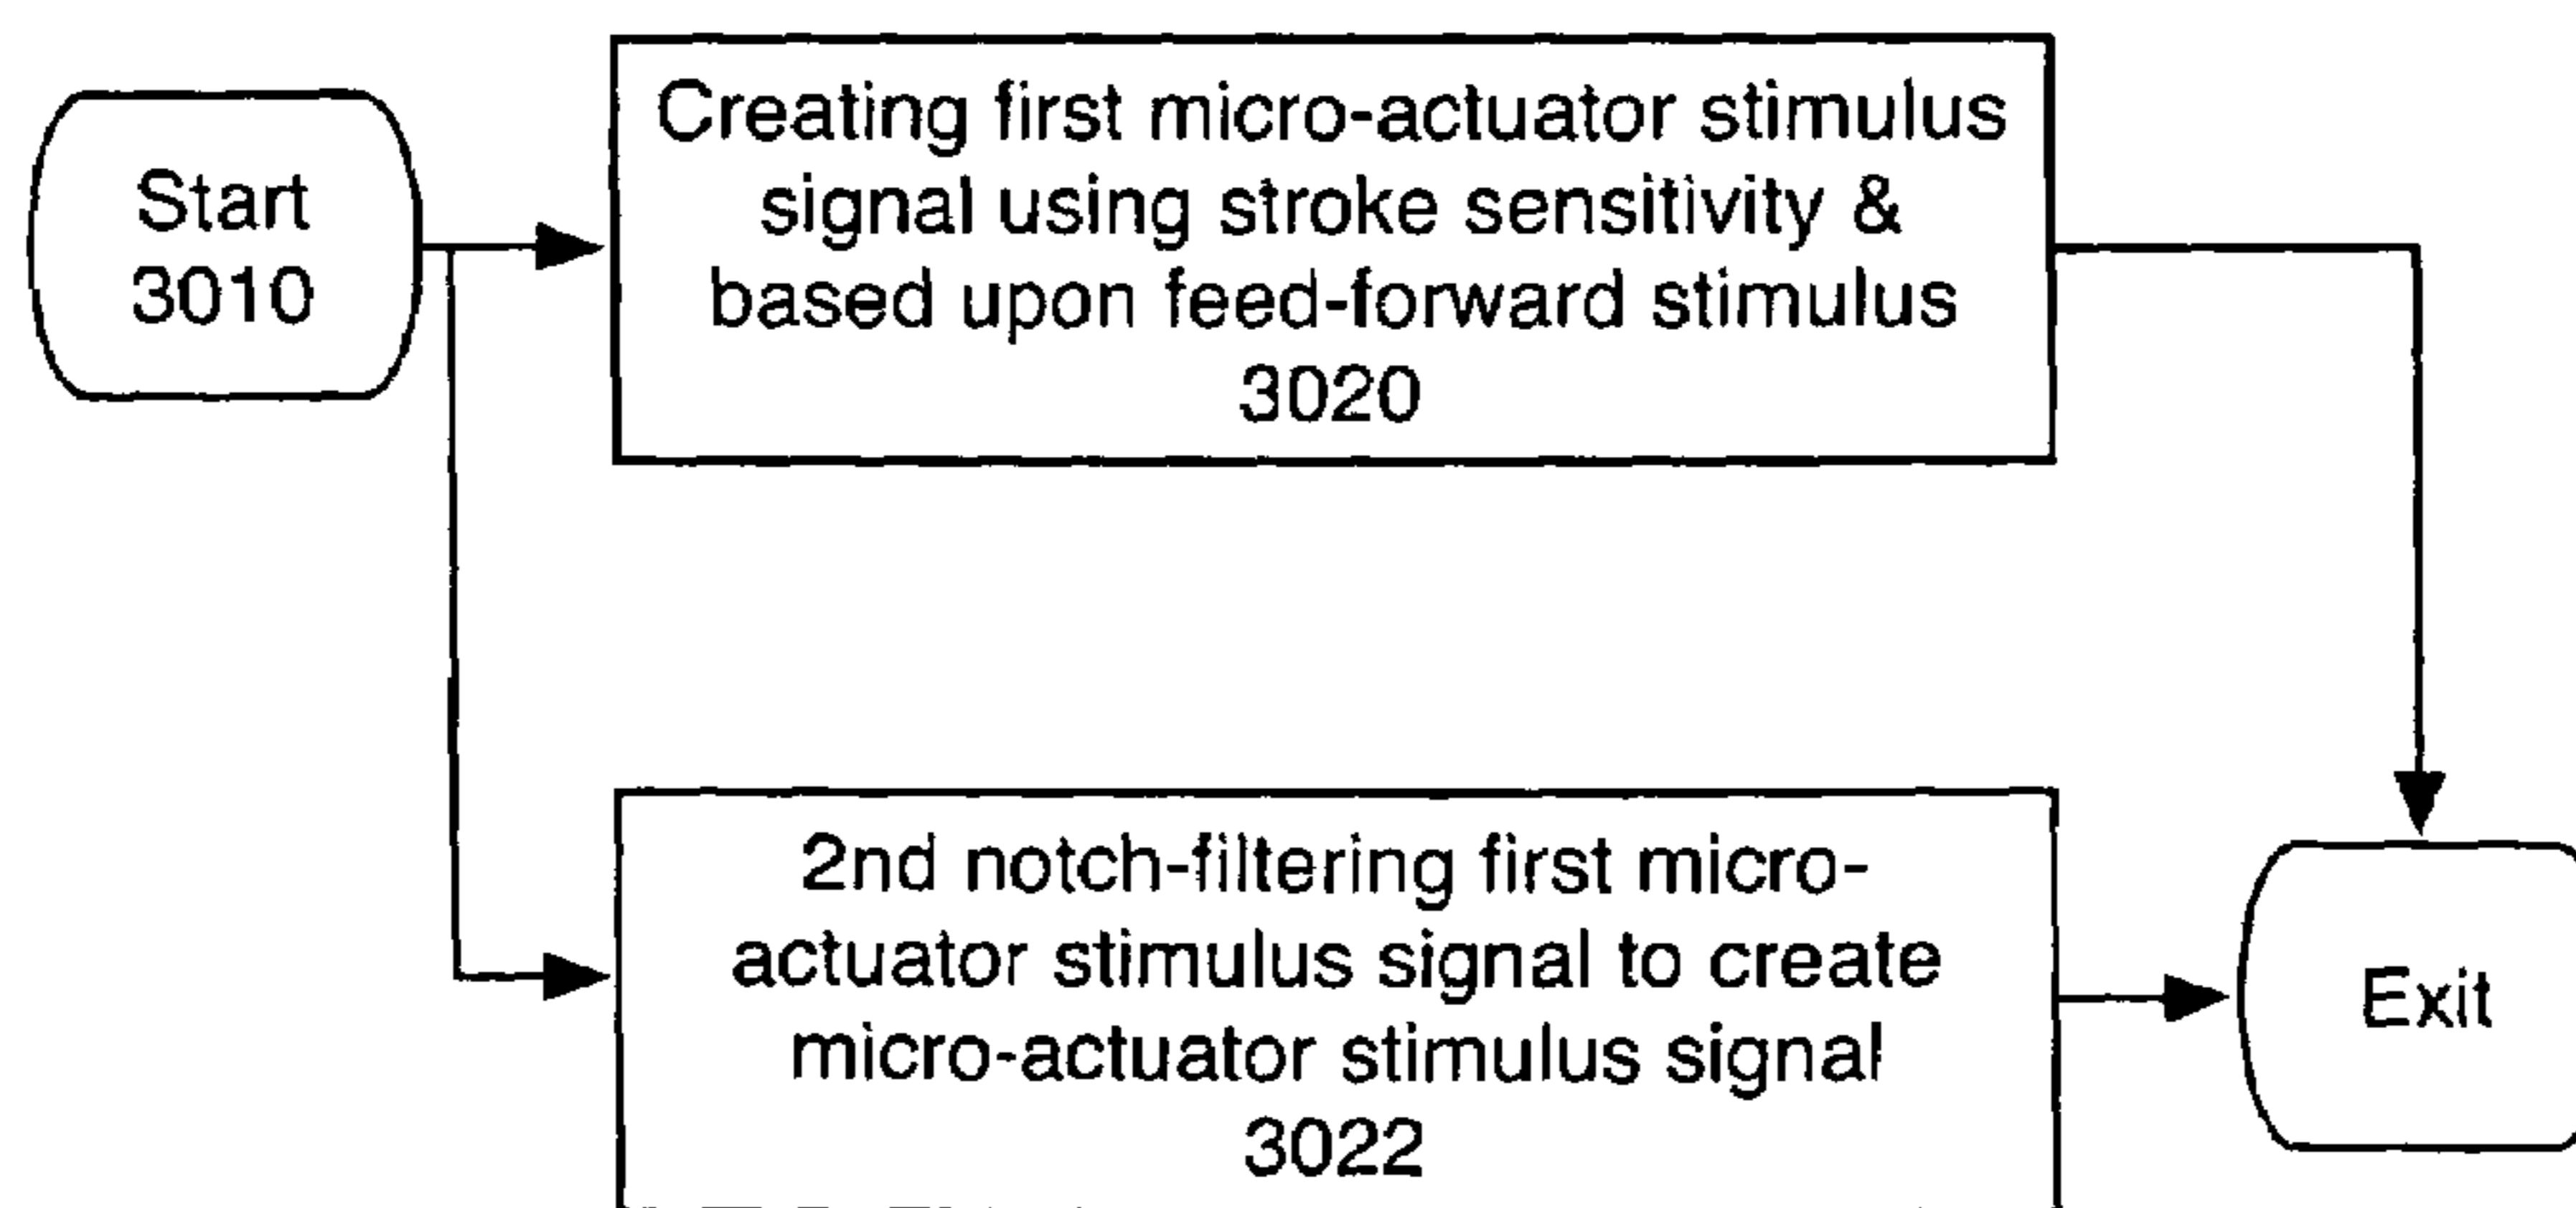 Start
3010
Creating first micro-actuator stimulus
signal using stroke sensitivity &
based upon feed-forward stimulus
3020
2nd notch-filtering first micro-
actuator stimulus signal to create
micro-actuator stimulus signal
3022
Exit